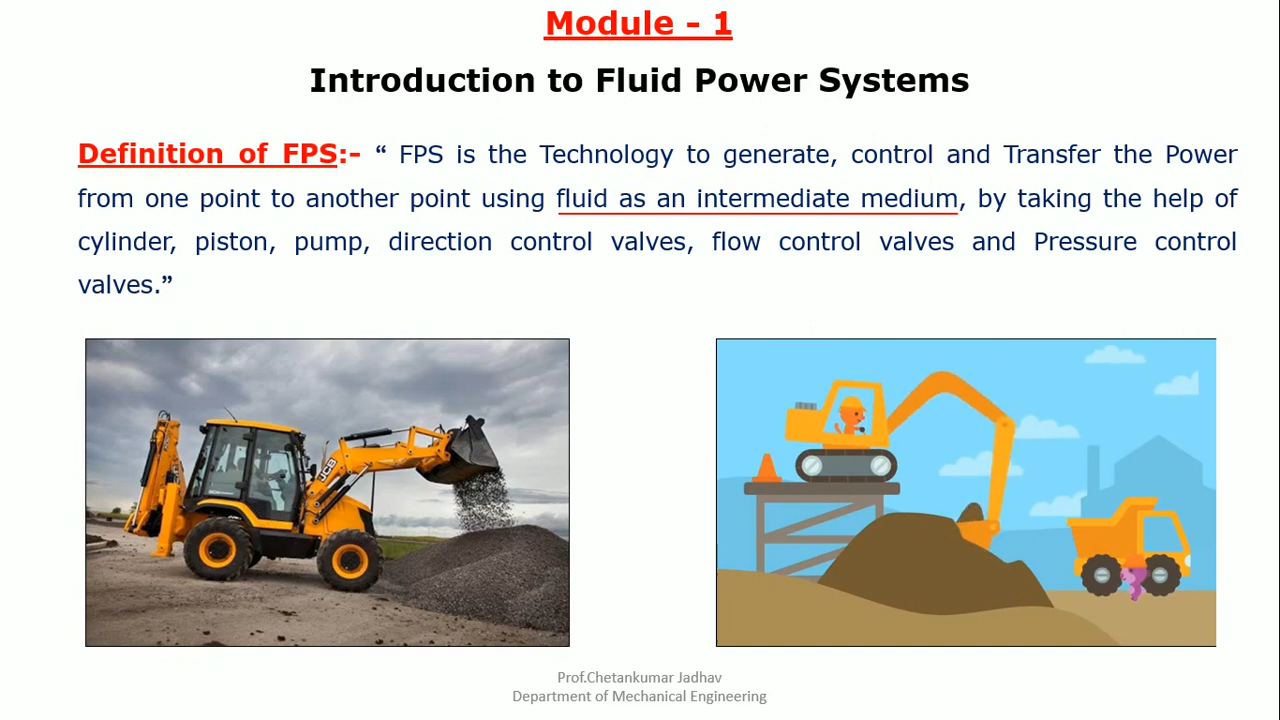 Module - 1
Introduction to Fluid Power Systems
Definition of FPS:- “ FPS is the Technology to generate, control and Transfer the Power
from one point to another point using fluid as an intermediate medium, by taking the help of
cylinder, piston, pump, direction control valves, flow control valves and Pressure control
valves.”
JCB
Prof.Chetankumar Jadhav
Department of Mechanical Engineering